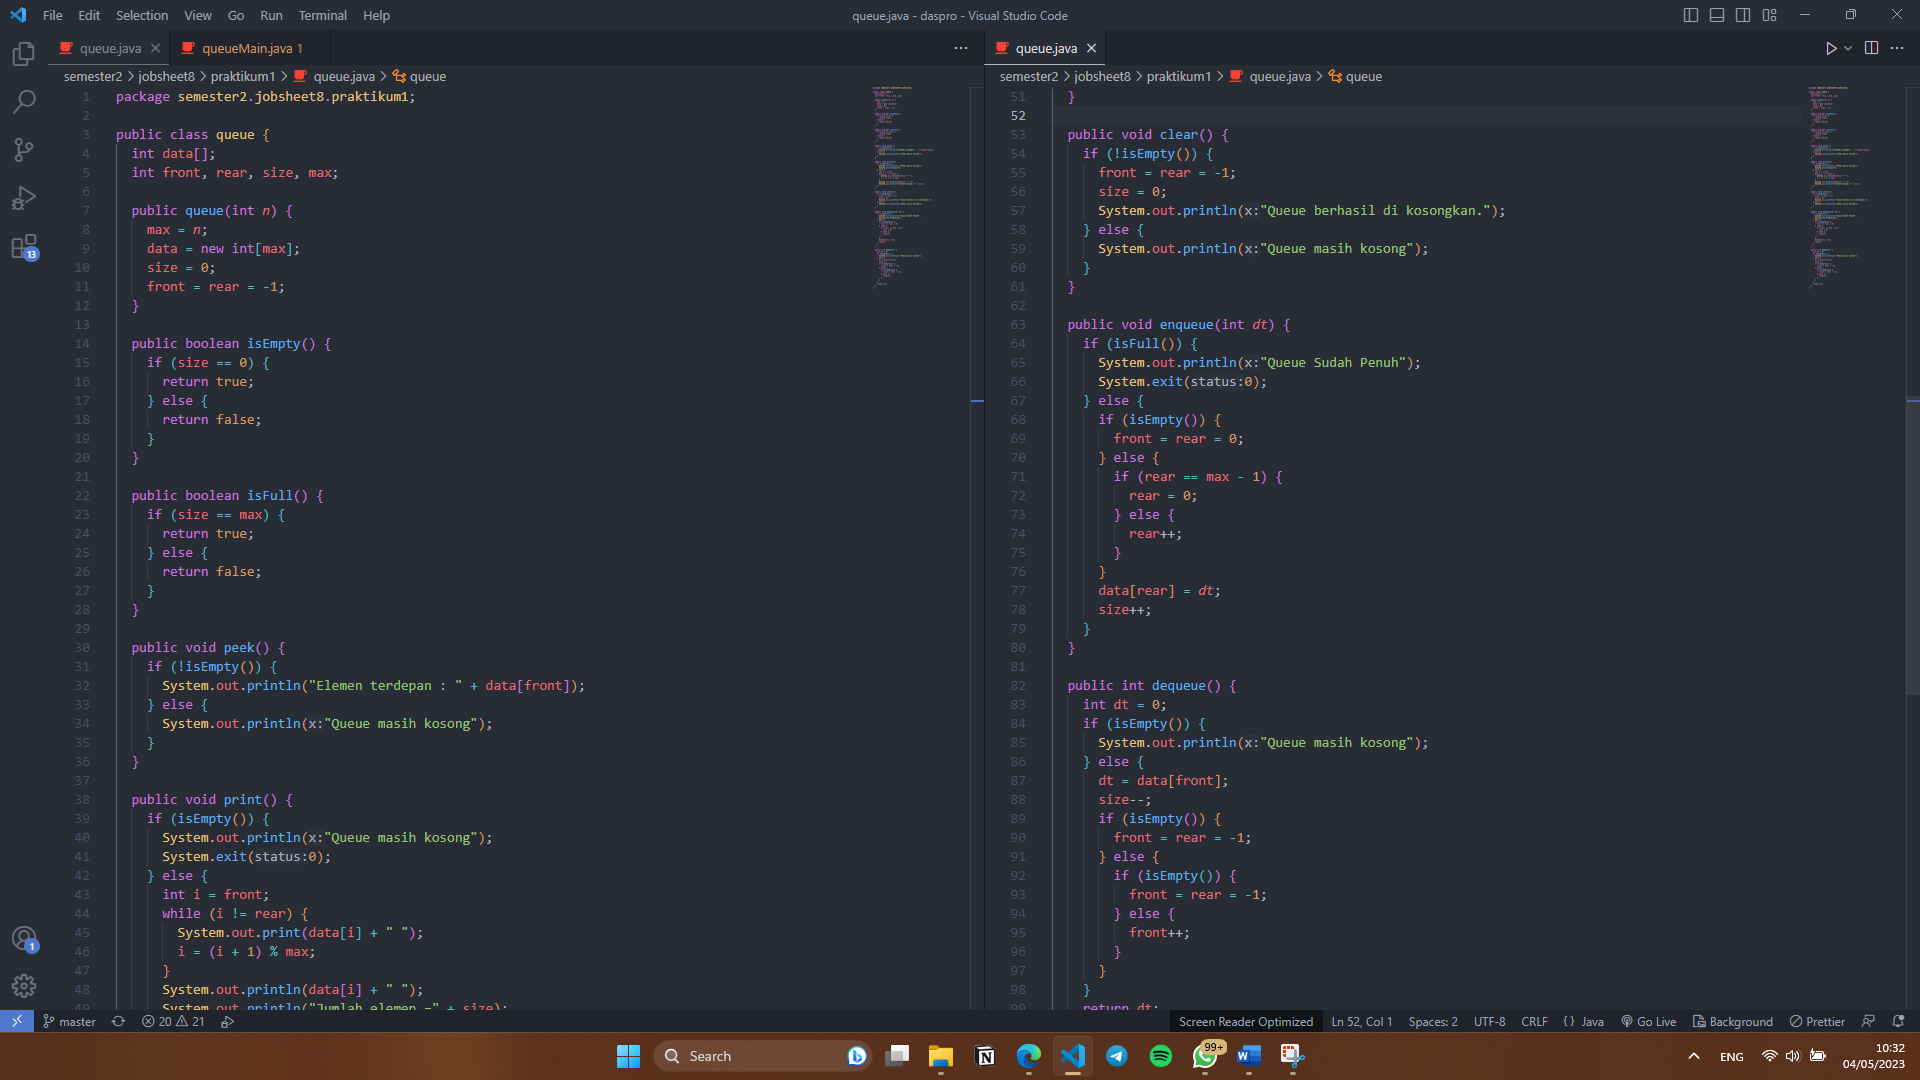 File Edit Selection View Go Run Terminal Help
queue.java - daspro - Visual Studio Code
queue.java
queueMain.java 1
semester2 > jobsheet8 > praktikum1 > queue.java > queue
1 package semester2.jobsheet8.praktikum1;
2
3 public class queue {
4 int data[];
5 int front, rear, size, max;
6
7 public queue(int n) {
8 max = n;
9 data = new int[max];
10 size = 0;
11 front = rear = -1;
12 }
13
14 public boolean isEmpty() {
15 if (size == 0) {
16 return true;
17 } else {
18 return false;
19 }
20 }
21
22 public boolean isFull() {
23 if (size == max) {
24 return true;
25 } else {
26 return false;
27 }
28 }
29
30 public void peek() {
31 if (!isEmpty()) {
32 System.out.println("Elemen terdepan : " + data[front]);
33 } else {
34 System.out.println(x:"Queue masih kosong");
35 }
36 }
37
38 public void print() {
39 if (isEmpty()) {
40 System.out.println(x:"Queue masih kosong");
41 System.exit(status:0);
42 } else {
43 int i = front;
44 while (i != rear) {
45 System.out.print(data[i] + " ");
46 i = (i + 1) % max;
47 }
48 System.out.println(data[i] + " ");
49 System.out.println("Jumlah elemen =" + size);
queue.java
semester2 > jobsheet8 > praktikum1 > queue.java > queue
51 }
52
53 public void clear() {
54 if (!isEmpty()) {
55 front = rear = -1;
56 size = 0;
57 System.out.println(x:"Queue berhasil di kosongkan.");
58 } else {
59 System.out.println(x:"Queue masih kosong");
60 }
61 }
62
63 public void enqueue(int dt) {
64 if (isFull()) {
65 System.out.println(x:"Queue Sudah Penuh");
66 System.exit(status:0);
67 } else {
68 if (isEmpty()) {
69 front = rear = 0;
70 } else {
71 if (rear == max - 1) {
72 rear = 0;
73 } else {
74 rear++;
75 }
76 }
77 data[rear] = dt;
78 size++;
79 }
80 }
81
82 public int dequeue() {
83 int dt = 0;
84 if (isEmpty()) {
85 System.out.println(x:"Queue masih kosong");
86 } else {
87 dt = data[front];
88 size--;
89 if (isEmpty()) {
90 front = rear = -1;
91 } else {
92 if (isEmpty()) {
93 front = rear = -1;
94 } else {
95 front++;
96 }
97 }
98 }
99 return dt;
13
1
master 20 21
Screen Reader Optimized Ln 52, Col 1 Spaces: 2 UTF-8 CRLF {} Java Go Live Background Prettier
Search
99+
ENG
10:32
04/05/2023